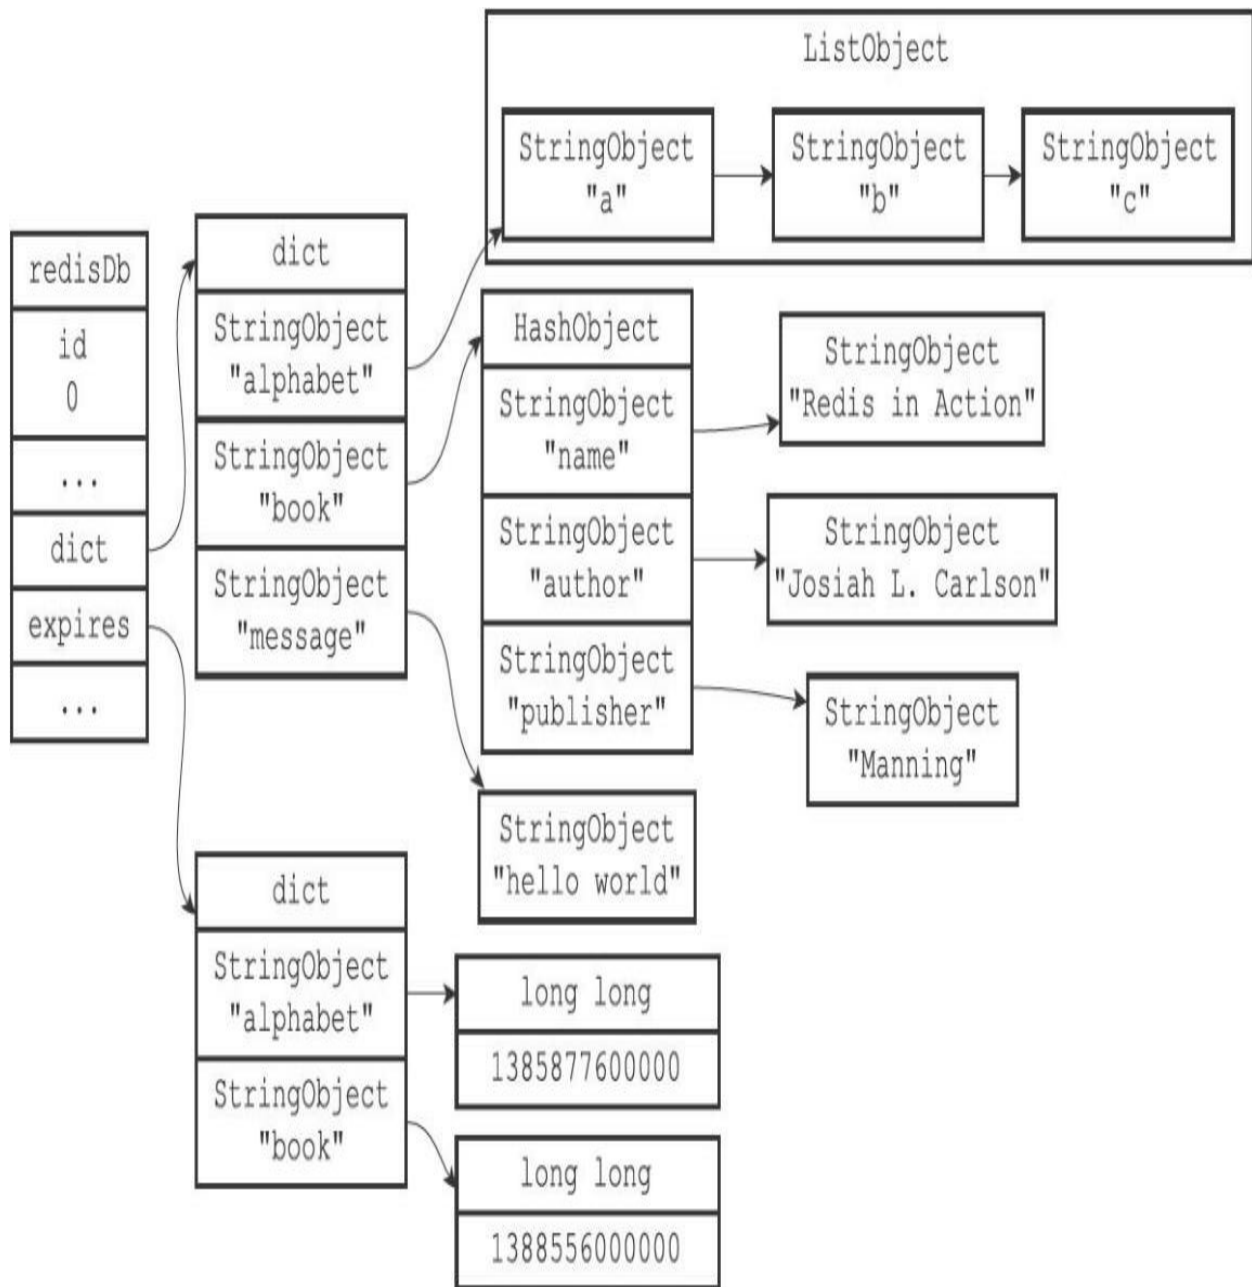 ListObject
StringObject
"a"
StringObject
"b"
StringObject
"c"
redisDb
id
0
...
dict
expires
...
dict
StringObject
"alphabet"
StringObject
"book"
StringObject
"message"
HashObject
StringObject
"name"
StringObject
"author"
StringObject
"publisher"
StringObject
"Redis in Action"
StringObject
"Josiah L. Carlson"
StringObject
"Manning"
StringObject
"hello world"
dict
StringObject
"alphabet"
StringObject
"book"
long long
1385877600000
long long
1388556000000